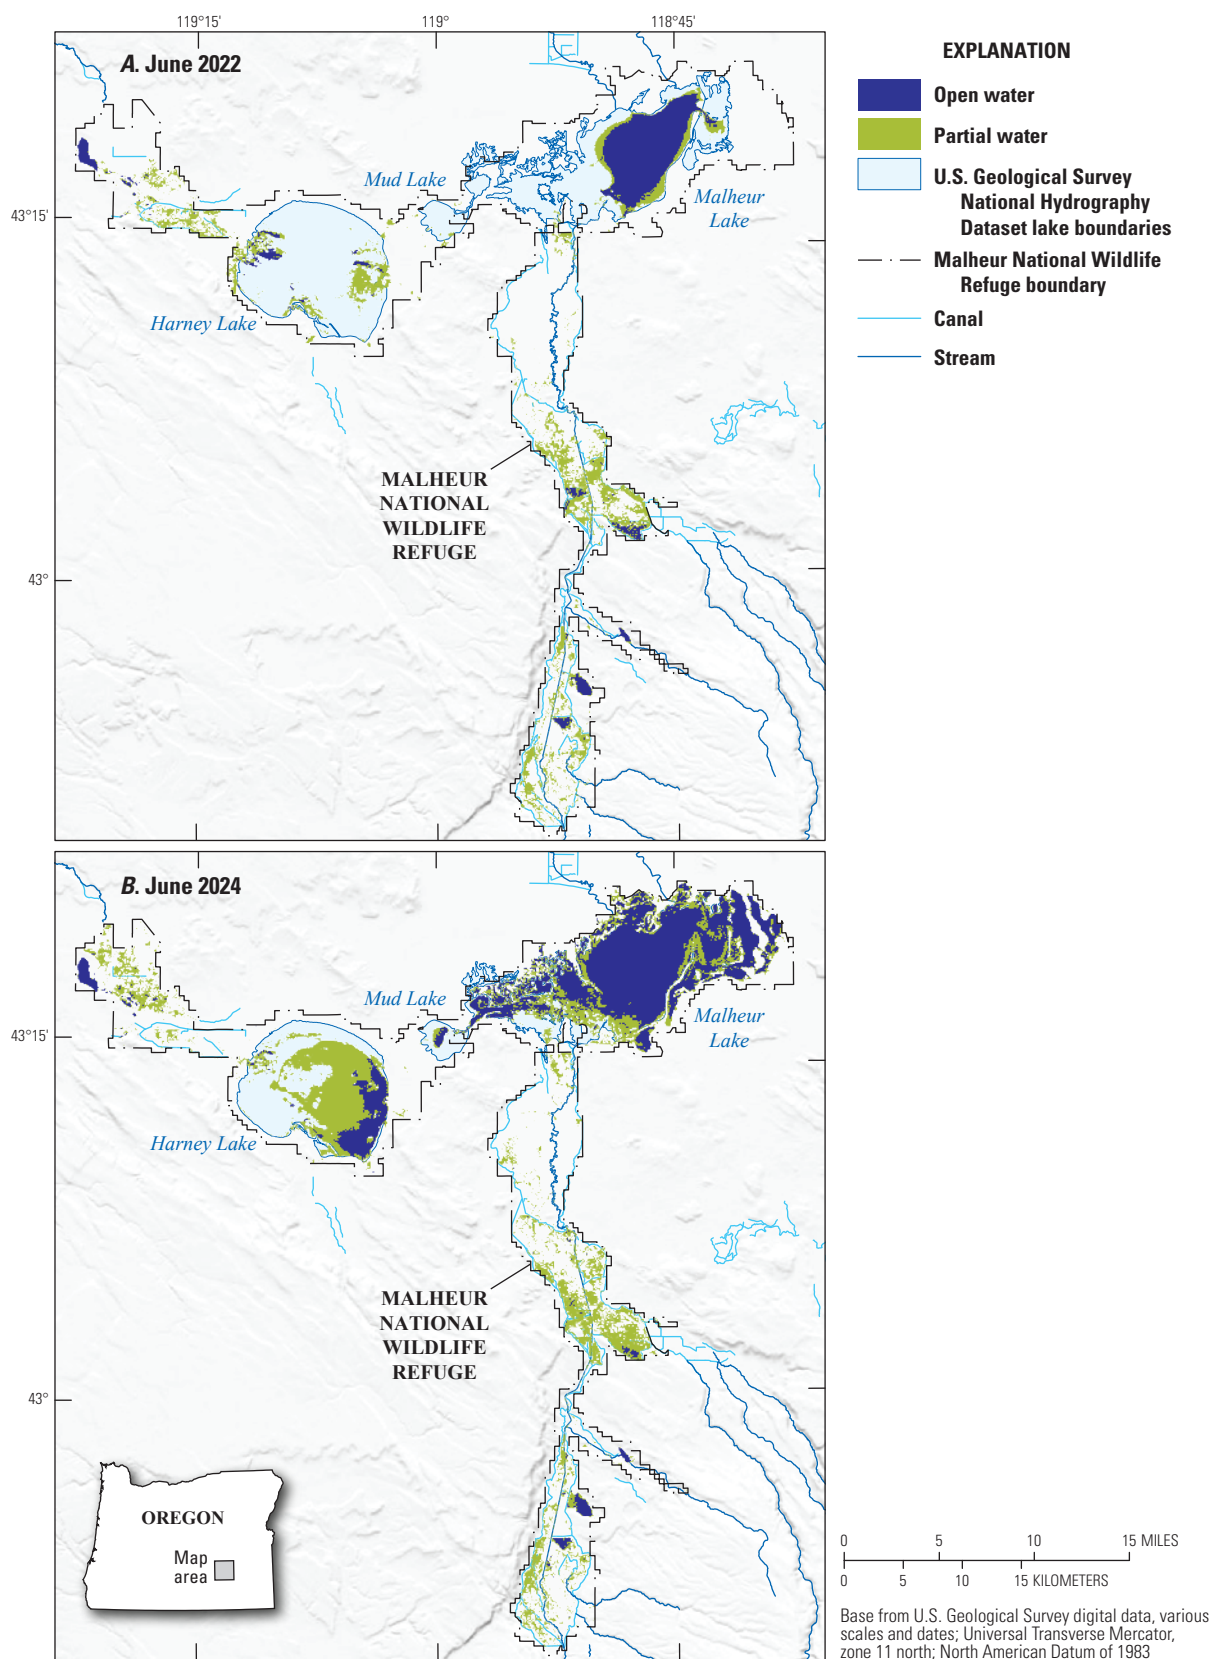 119°15'
119°
118°45'
A. June 2022
Mud Lake
Malheur
Lake
43°15'
Harney Lake
MALHEUR
NATIONAL
WILDLIFE
REFUGE
43°
EXPLANATION
Open water
Partial water
U.S. Geological Survey
National Hydrography
Dataset lake boundaries
Malheur National Wildlife
Refuge boundary
Canal
Stream
B. June 2024
Mud Lake
Malheur
Lake
43°15'
Harney Lake
MALHEUR
NATIONAL
WILDLIFE
REFUGE
43°
OREGON
Map
area
0 5 10 15 MILES
0 5 10 15 KILOMETERS
Base from U.S. Geological Survey digital data, various
scales and dates; Universal Transverse Mercator,
zone 11 north; North American Datum of 1983